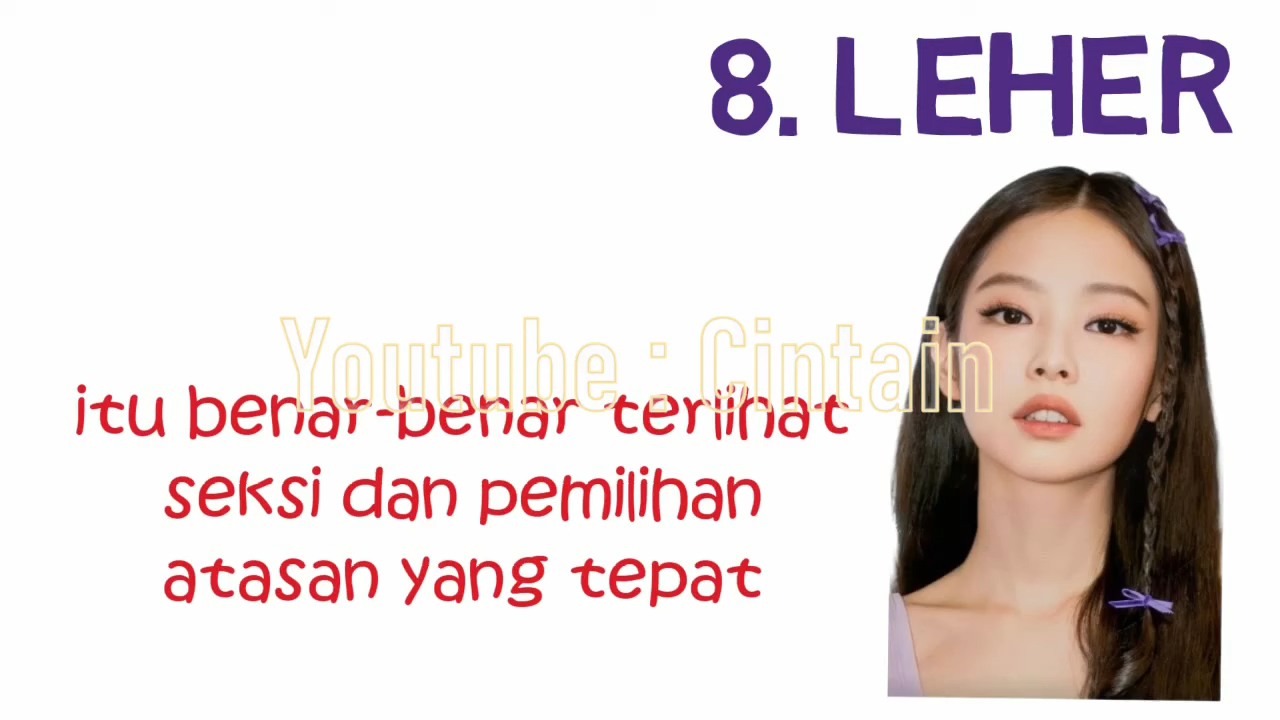 8. LEHER
Youtube : Cintain
itu benar-benar terlihat
seksi dan pemilihan
atasan yang tepat